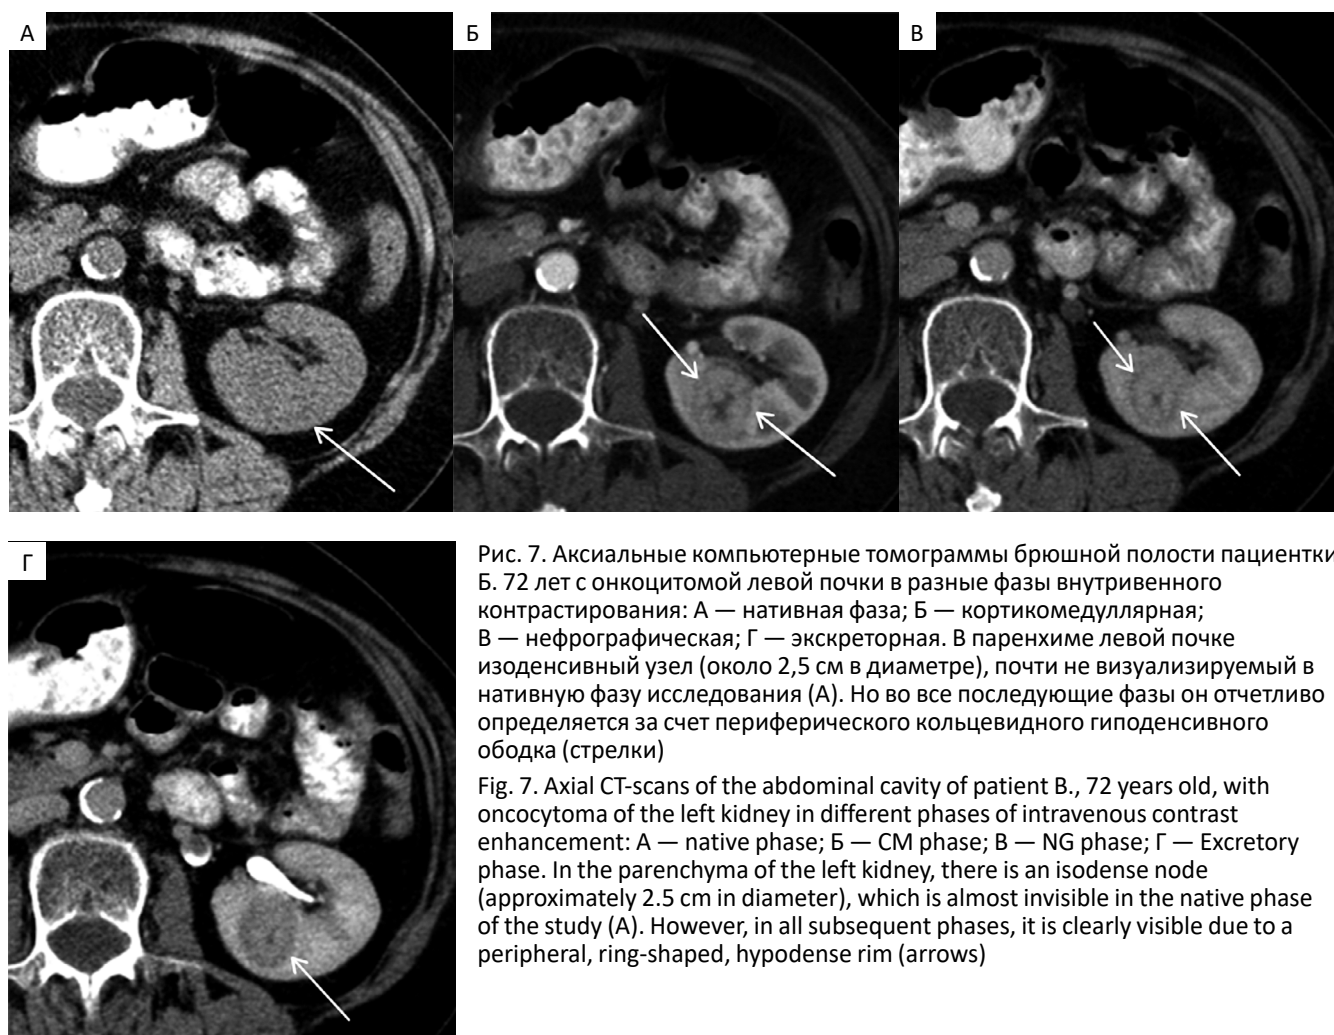 А
Б
В
Г
Рис. 7. Аксиальные компьютерные томограммы брюшной полости пациентки
Б. 72 лет с онкоцитомой левой почки в разные фазы внутривенного
контрастирования: А — нативная фаза; Б — кортикомедуллярная;
В — нефрографическая; Г — экскреторная. В паренхиме левой почке
изоденсивный узел (около 2,5 см в диаметре), почти не визуализируемый в
нативную фазу исследования (А). Но во все последующие фазы он отчетливо
определяется за счет периферического кольцевидного гиподенсивного
ободка (стрелки)
Fig. 7. Axial CT-scans of the abdominal cavity of patient B., 72 years old, with
oncocytoma of the left kidney in different phases of intravenous contrast
enhancement: А — native phase; Б — CM phase; В — NG phase; Г — Excretory
phase. In the parenchyma of the left kidney, there is an isodense node
(approximately 2.5 cm in diameter), which is almost invisible in the native phase
of the study (A). However, in all subsequent phases, it is clearly visible due to a
peripheral, ring-shaped, hypodense rim (arrows)